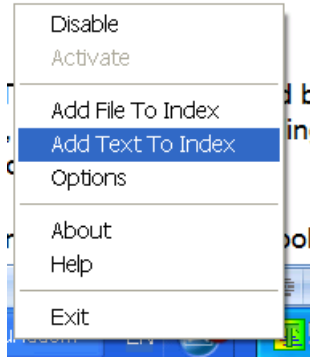 Disable
Activate
Add File To Index
Add Text To Index
Options
About
Help
Exit
EN